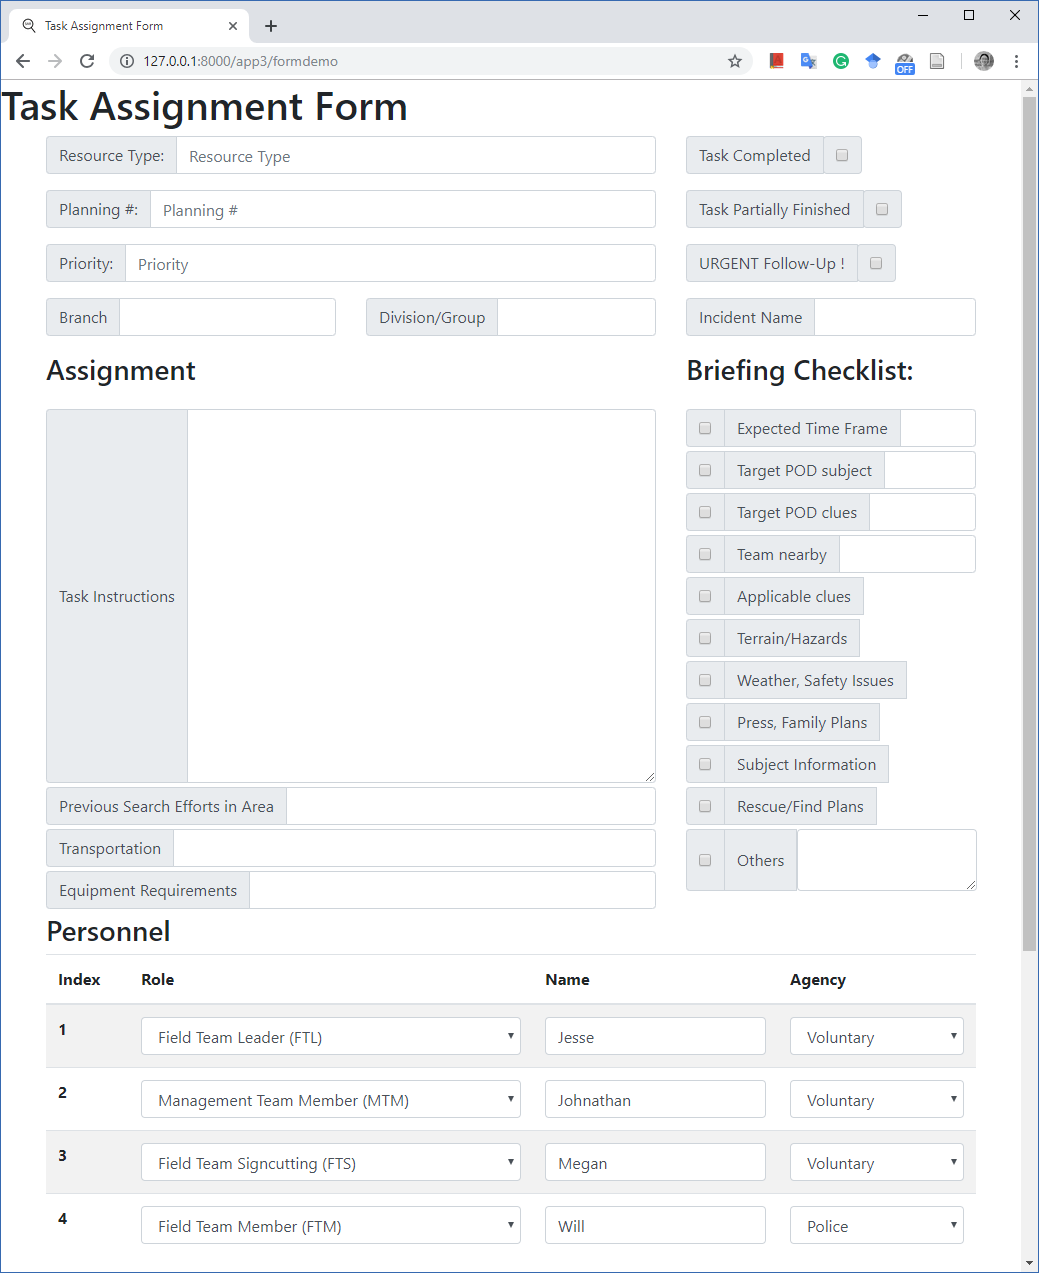 Task Assignment Form
127.0.0.1:8000/app3/formdemo
OFF
Task Assignment Form
Resource Type: Resource Type
Task Completed
Planning #: Planning #
Task Partially Finished
Priority: Priority
URGENT Follow-Up !
Branch
Division/Group
Incident Name
Assignment
Briefing Checklist:
Task Instructions
Expected Time Frame
Target POD subject
Target POD clues
Team nearby
Applicable clues
Terrain/Hazards
Weather, Safety Issues
Press, Family Plans
Subject Information
Rescue/Find Plans
Others
Previous Search Efforts in Area
Transportation
Equipment Requirements
Personnel
Index Role Name Agency
1 Field Team Leader (FTL) Jesse Voluntary
2 Management Team Member (MTM) Johnathan Voluntary
3 Field Team Signcutting (FTS) Megan Voluntary
4 Field Team Member (FTM) Will Police